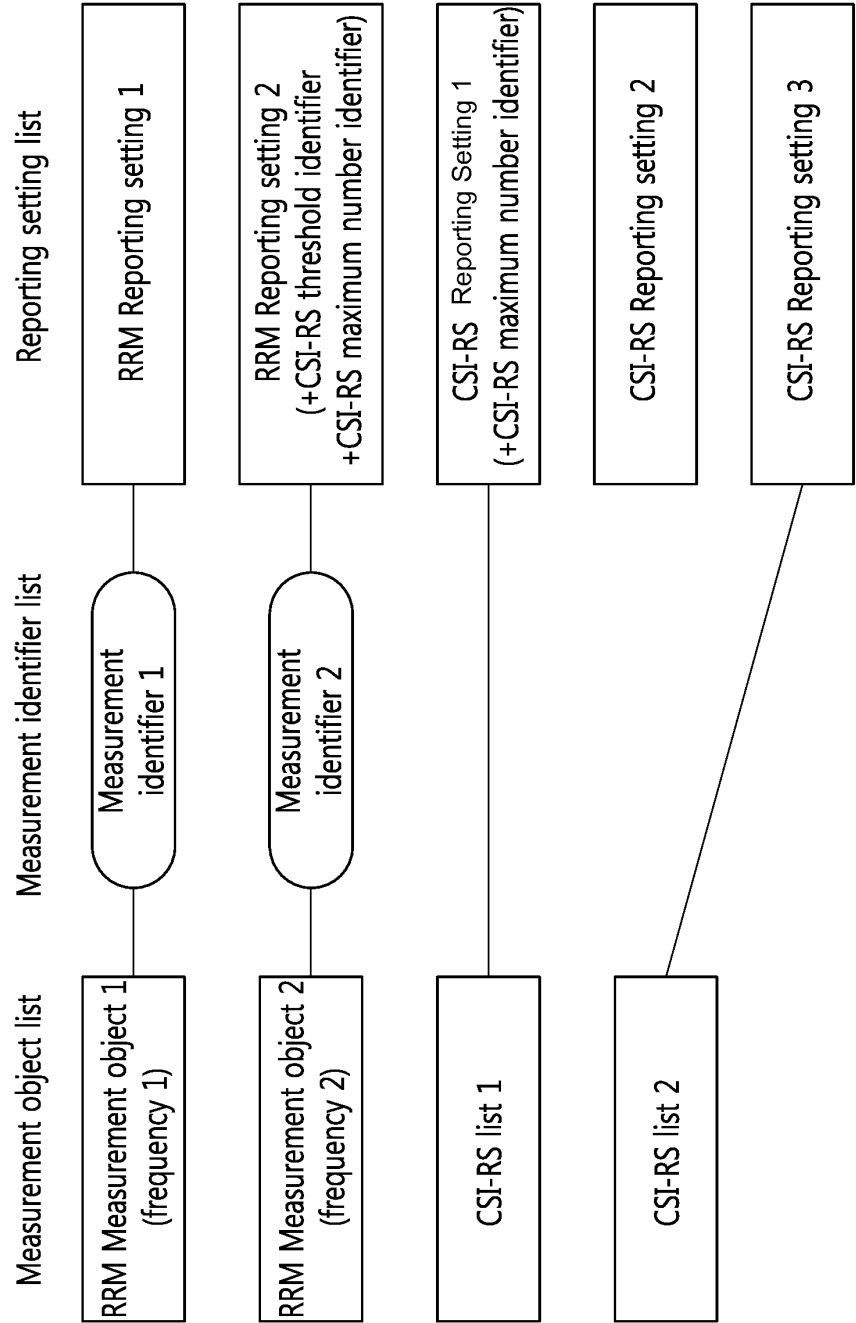 Measurement object list
Measurement identifier list
Reporting setting list
RRM Measurement object 1
(frequency 1)
Measurement
identifier 1
RRM Reporting setting 1
RRM Measurement object 2
(frequency 2)
Measurement
identifier 2
RRM Reporting setting 2
(+CSI-RS threshold identifier
+CSI-RS maximum number identifier)
CSI-RS list 1
CSI-RS Reporting Setting 1
(+CSI-RS maximum number identifier)
CSI-RS list 2
CSI-RS Reporting setting 2
CSI-RS Reporting setting 3